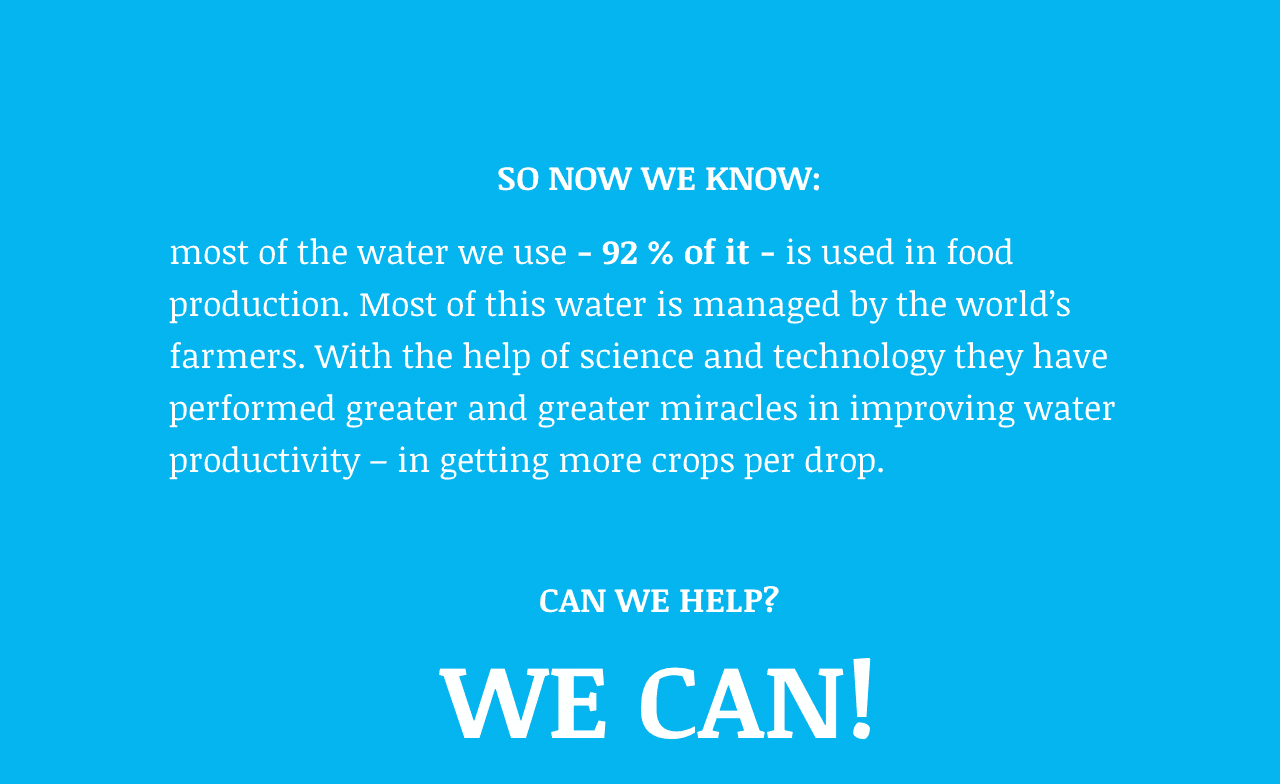 SO NOW WE KNOW:
most of the water we use - 92 % of it - is used in food
production. Most of this water is managed by the world’s
farmers. With the help of science and technology they have
performed greater and greater miracles in improving water
productivity – in getting more crops per drop.
CAN WE HELP?
WE CAN!